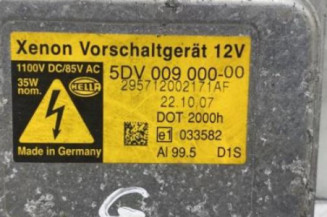 Xenon Vorschaltgerät 12V
1100V DC/85V AC
35W
nom.
HELLA
5DV 009 000-00
295712002171AF
22.10.07
DOT 2000h
e1 033582
Made in Germany
Al 99.5 D1S